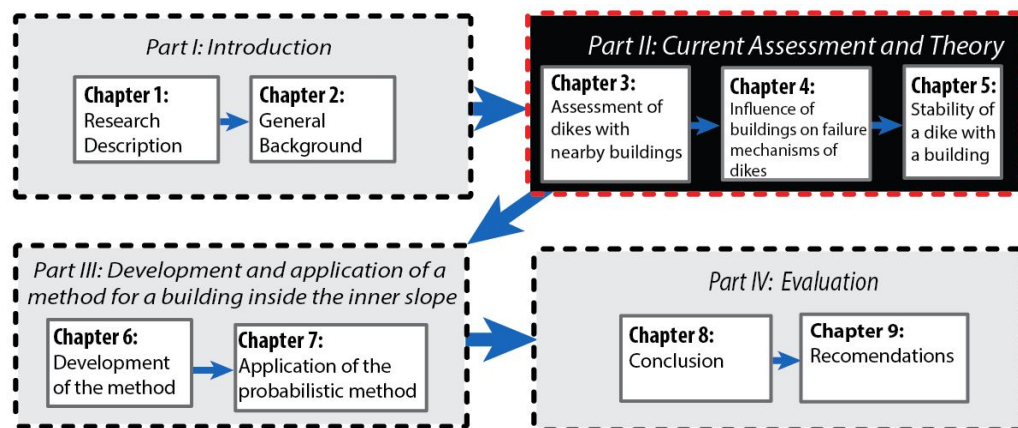 Part I: Introduction
Chapter 1:
Research
Description
Chapter 2:
General
Background
Part II: Current Assessment and Theory
Chapter 3:
Assessment of
dikes with
nearby buildings
Chapter 4:
Influence of
buildings on failure
mechanisms of
dikes
Chapter 5:
Stability of
a dike with
a building
Part III: Development and application of a
method for a building inside the inner slope
Chapter 6:
Development
of the method
Chapter 7:
Application of the
probabilistic method
Part IV: Evaluation
Chapter 8:
Conclusion
Chapter 9:
Recomendations